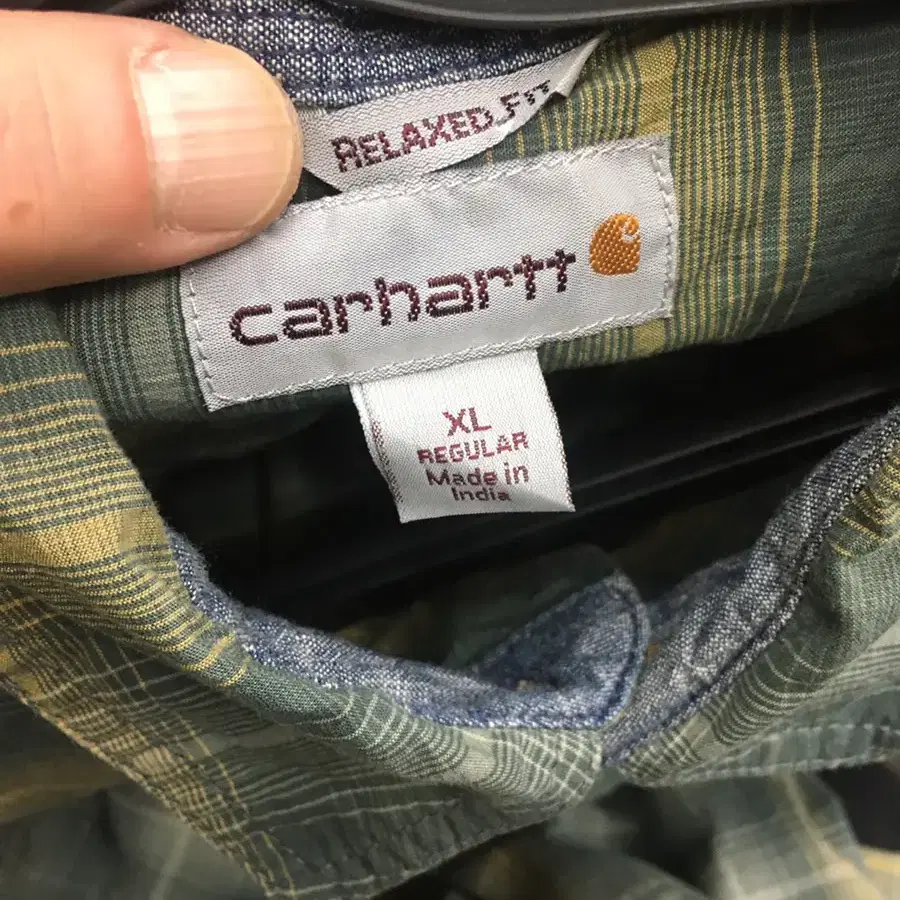 RELAXED FIT
carhartt
XL
REGULAR
Made in
India